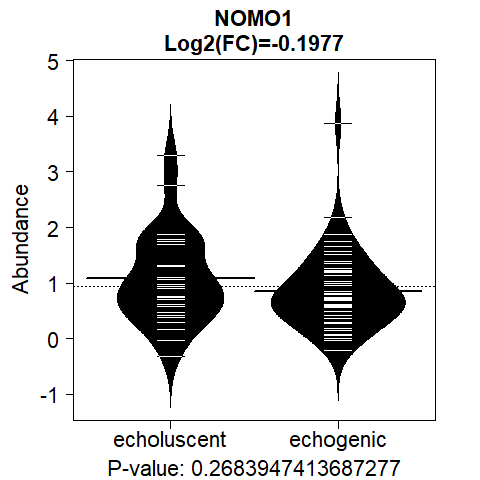 NOMO1
Log2(FC)=-0.1977
Abundance
5
4
3
2
1
0
-1
echoluscent echogenic
P-value: 0.2683947413687277